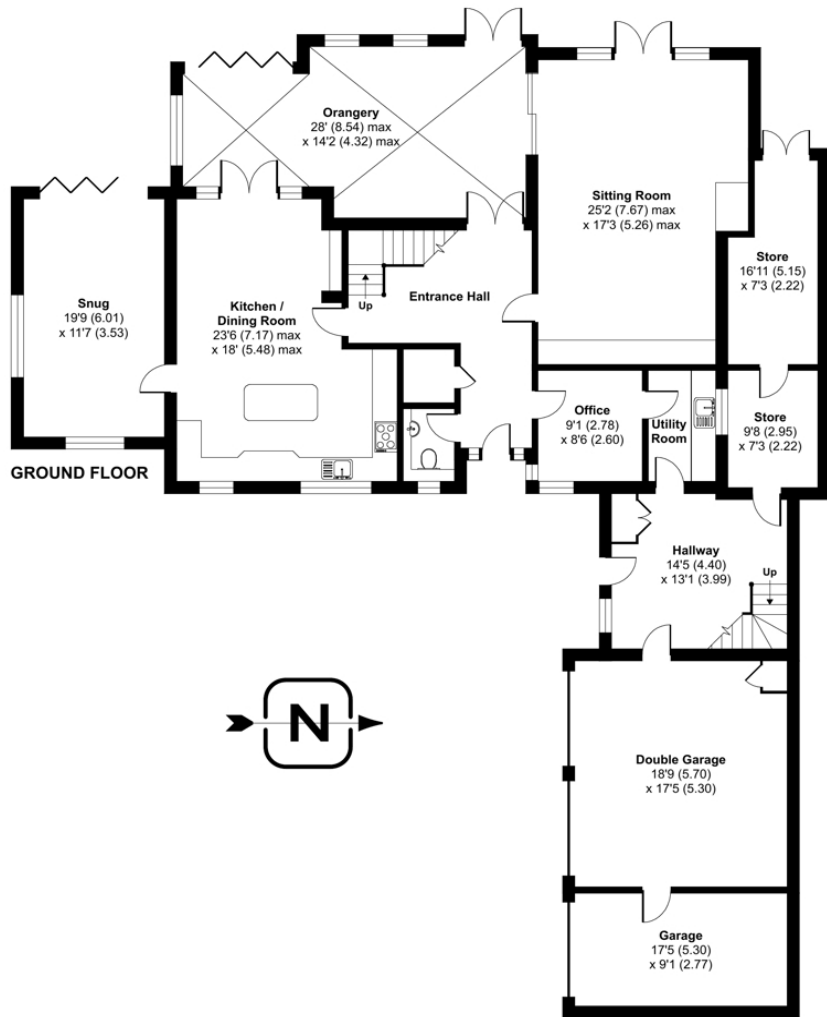 Orangery
28' (8.54) max
x 14'2 (4.32) max
Sitting Room
25'2 (7.67) max
x 17'3 (5.26) max
Store
16'11 (5.15)
x 7'3 (2.22)
Snug
19'9 (6.01)
x 11'7 (3.53)
Kitchen /
Dining Room
23'6 (7.17) max
x 18' (5.48) max
Up
Entrance Hall
Office
9'1 (2.78)
x 8'6 (2.60)
Utility
Room
Store
9'8 (2.95)
x 7'3 (2.22)
GROUND FLOOR
Hallway
14'5 (4.40)
x 13'1 (3.99)
Up
N
Double Garage
18'9 (5.70)
x 17'5 (5.30)
Garage
17'5 (5.30)
x 9'1 (2.77)